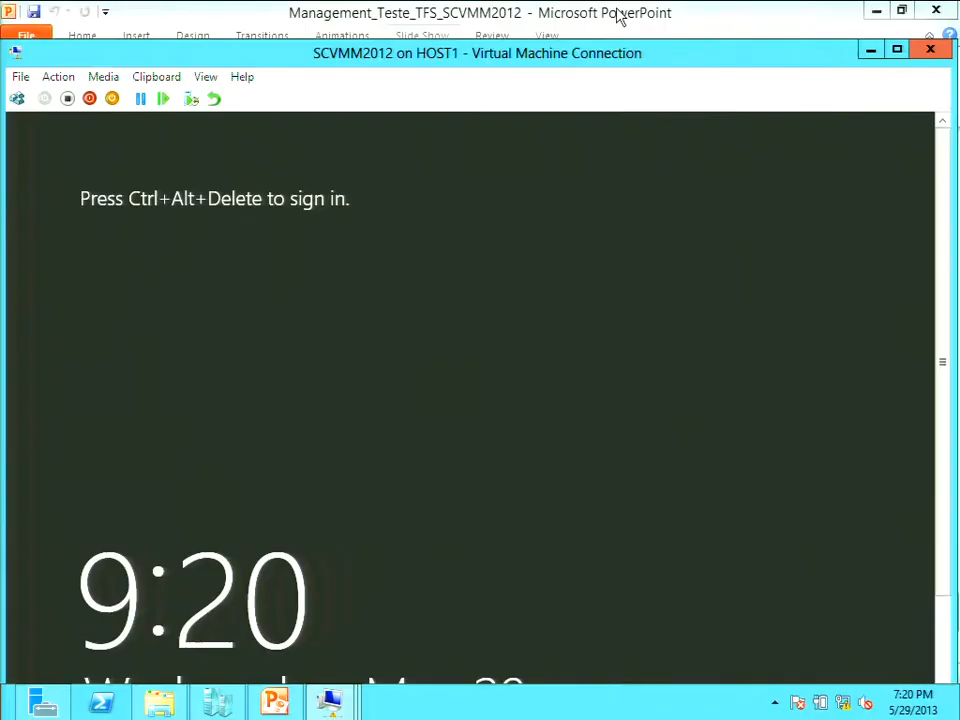 Management_Teste_TFS_SCVMM2012 - Microsoft PowerPoint
File Home Insert Design Transitions Animations Slide Show Review View
SCVMM2012 on HOST1 - Virtual Machine Connection
File Action Media Clipboard View Help
Press Ctrl+Alt+Delete to sign in.
9:20
7:20 PM
5/29/2013